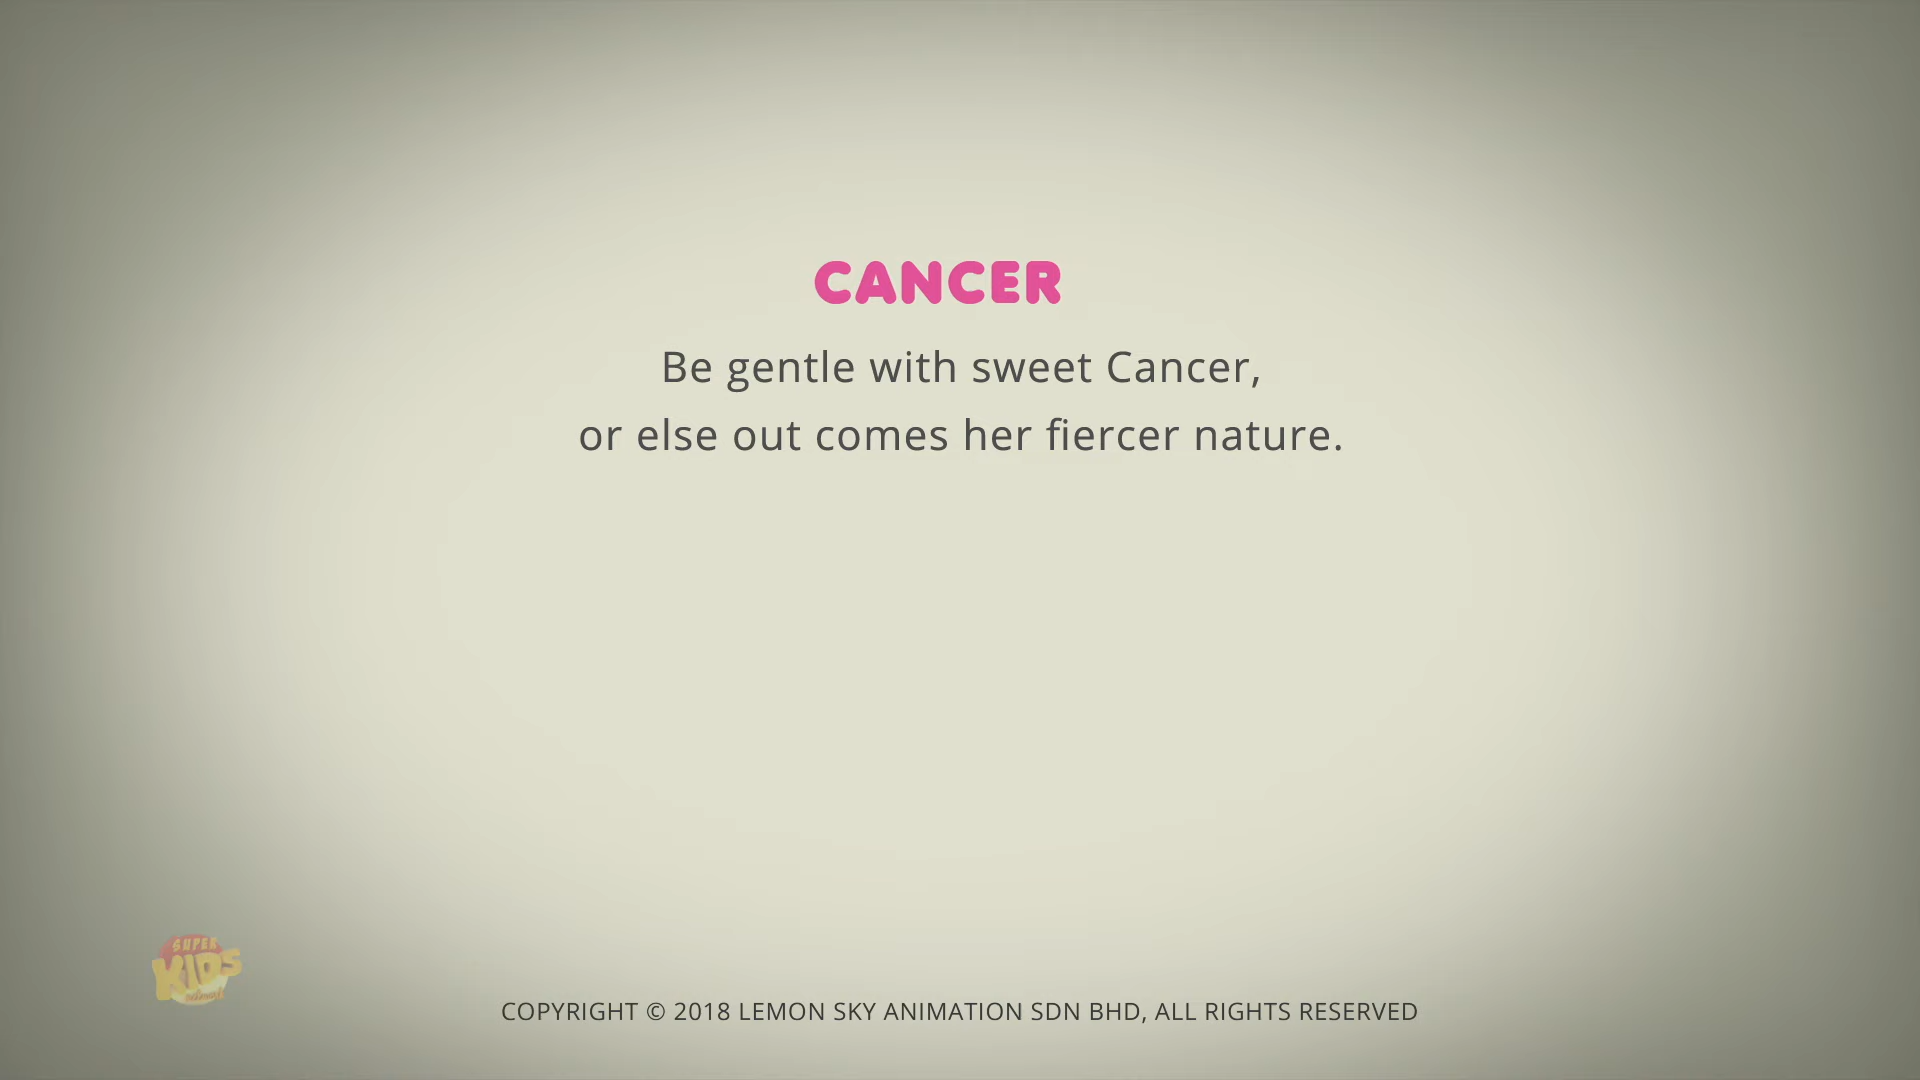 CANCER
Be gentle with sweet Cancer,
or else out comes her fiercer nature.
SUPER
KIDS
COPYRIGHT © 2018 LEMON SKY ANIMATION SDN BHD, ALL RIGHTS RESERVED